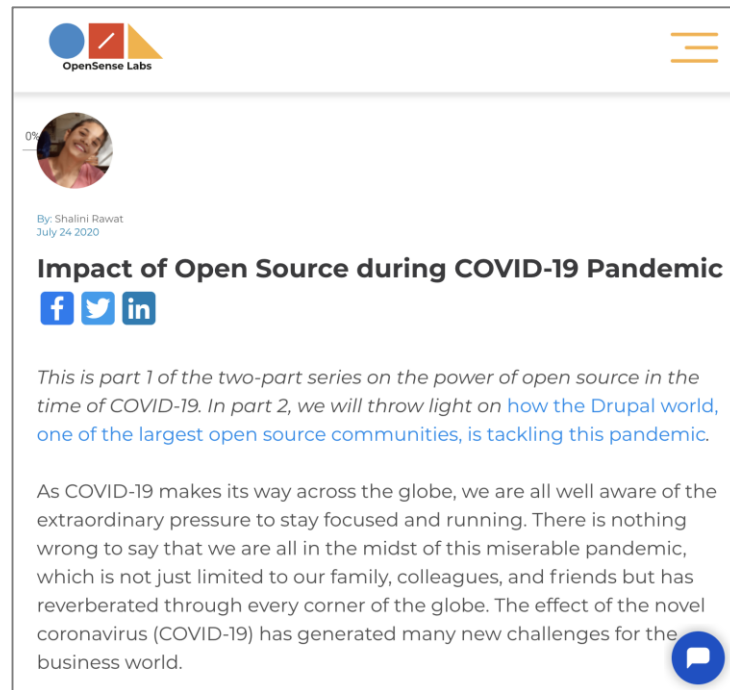 OpenSense Labs
0%
By: Shalini Rawat
July 24 2020
Impact of Open Source during COVID-19 Pandemic
This is part 1 of the two-part series on the power of open source in the
time of COVID-19. In part 2, we will throw light on how the Drupal world,
one of the largest open source communities, is tackling this pandemic.
As COVID-19 makes its way across the globe, we are all well aware of the
extraordinary pressure to stay focused and running. There is nothing
wrong to say that we are all in the midst of this miserable pandemic,
which is not just limited to our family, colleagues, and friends but has
reverberated through every corner of the globe. The effect of the novel
coronavirus (COVID-19) has generated many new challenges for the
business world.